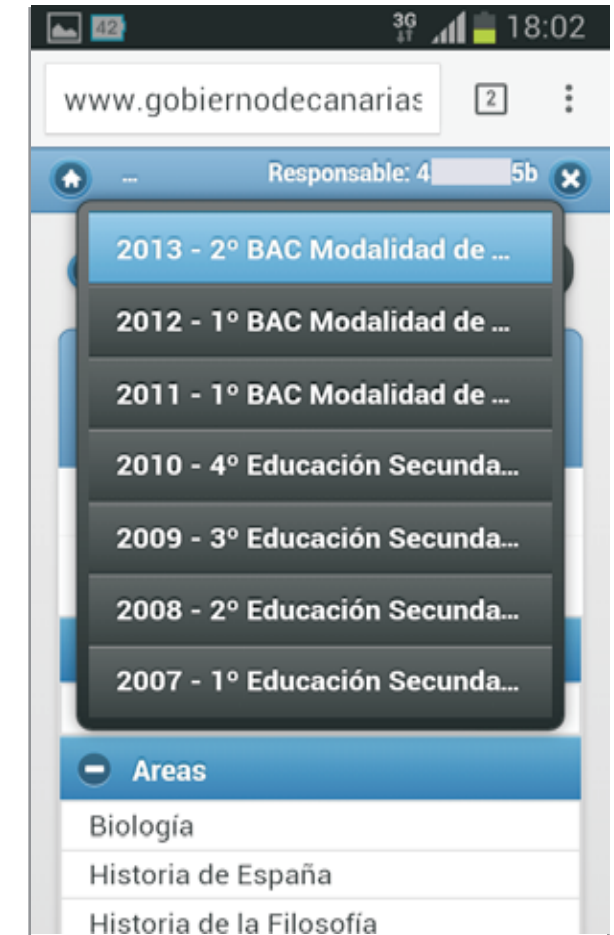 42 3G 18:02
www.gobiernodecanarias 2
... Responsable: 4 5b
2013 - 2º BAC Modalidad de ...
2012 - 1º BAC Modalidad de ...
2011 - 1º BAC Modalidad de ...
2010 - 4º Educación Secunda...
2009 - 3º Educación Secunda...
2008 - 2º Educación Secunda...
2007 - 1º Educación Secunda...
Areas
Biología
Historia de España
Historia de la Filosofía